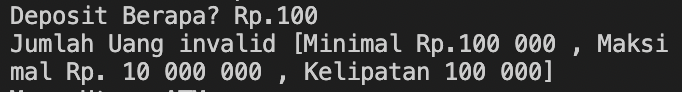 Deposit Berapa? Rp.100
Jumlah Uang invalid [Minimal Rp.100 000 , Maksi
mal Rp. 10 000 000 , Kelipatan 100 000]